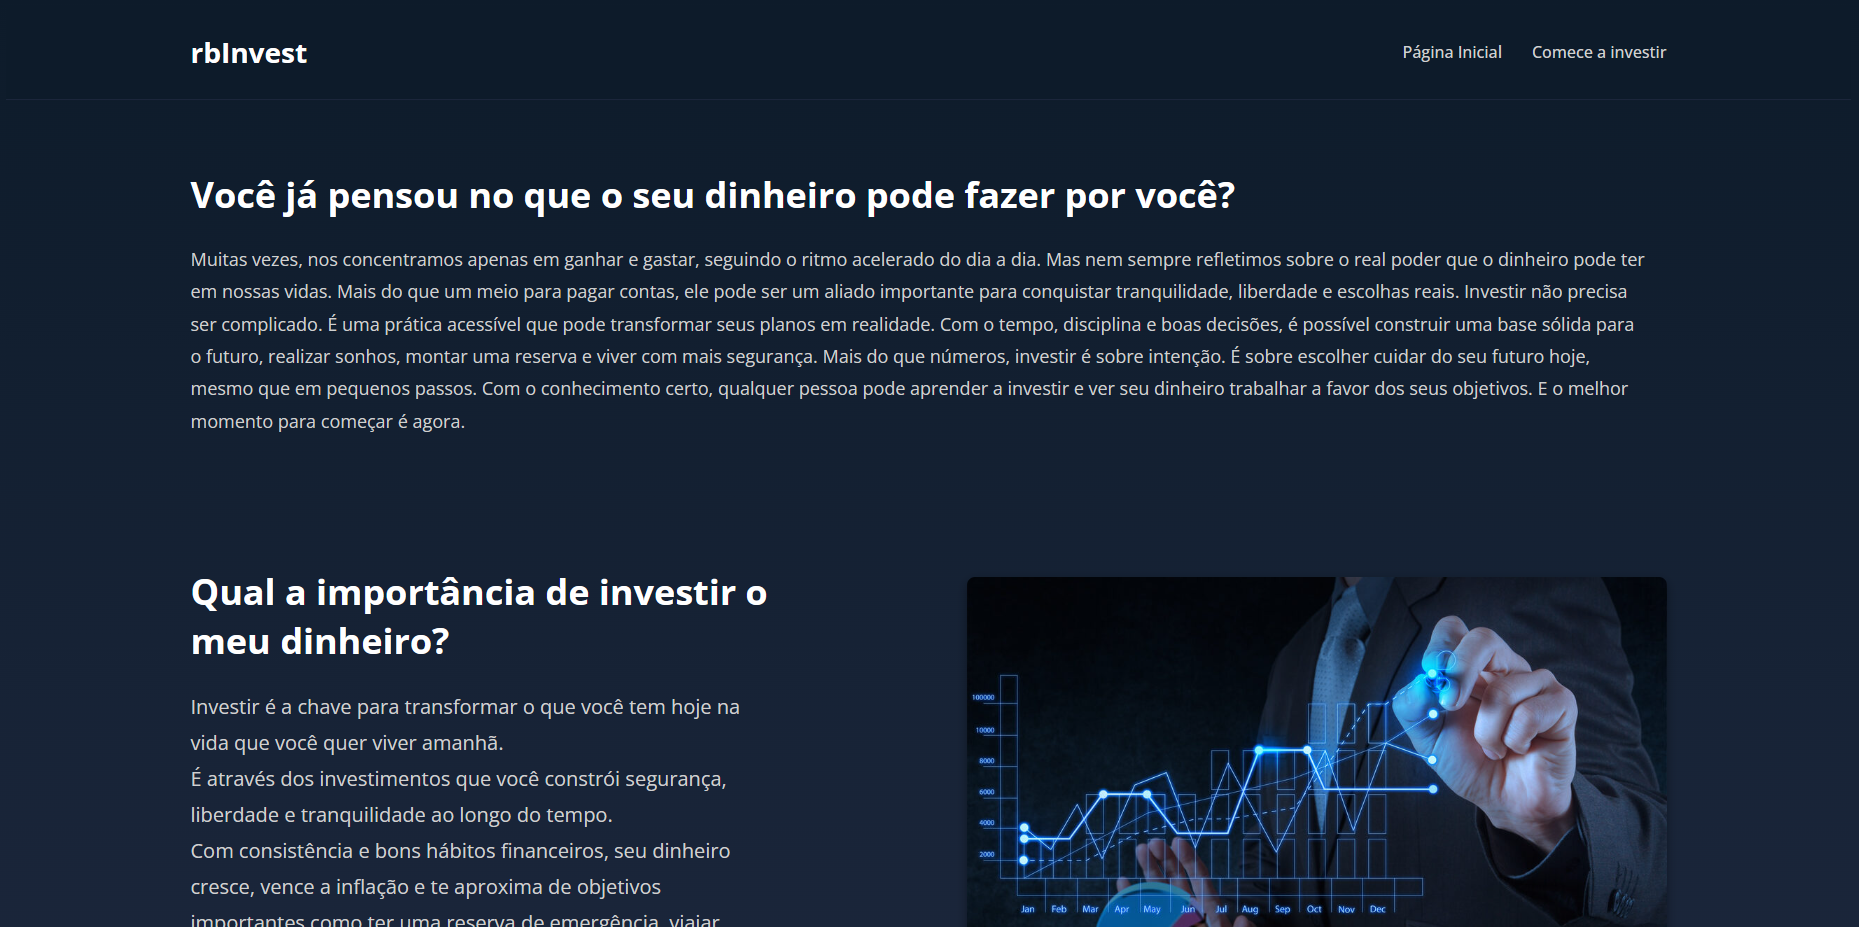 rbInvest
Página Inicial
Comece a investir
Você já pensou no que o seu dinheiro pode fazer por você?
Muitas vezes, nos concentramos apenas em ganhar e gastar, seguindo o ritmo acelerado do dia a dia. Mas nem sempre refletimos sobre o real poder que o dinheiro pode ter
em nossas vidas. Mais do que um meio para pagar contas, ele pode ser um aliado importante para conquistar tranquilidade, liberdade e escolhas reais. Investir não precisa
ser complicado. É uma prática acessível que pode transformar seus planos em realidade. Com o tempo, disciplina e boas decisões, é possível construir uma base sólida para
o futuro, realizar sonhos, montar uma reserva e viver com mais segurança. Mais do que números, investir é sobre intenção. É sobre escolher cuidar do seu futuro hoje,
mesmo que em pequenos passos. Com o conhecimento certo, qualquer pessoa pode aprender a investir e ver seu dinheiro trabalhar a favor dos seus objetivos. E o melhor
momento para começar é agora.
Qual a importância de investir o
meu dinheiro?
Investir é a chave para transformar o que você tem hoje na
vida que você quer viver amanhã.
É através dos investimentos que você constrói segurança,
liberdade e tranquilidade ao longo do tempo.
Com consistência e bons hábitos financeiros, seu dinheiro
cresce, vence a inflação e te aproxima de objetivos
importantes como ter uma reserva de emergência, viajar,
100000
10000
8000
6000
4000
2000
Jan Feb Mar Apr May Jun Jul Aug Sep Oct Nov Dec